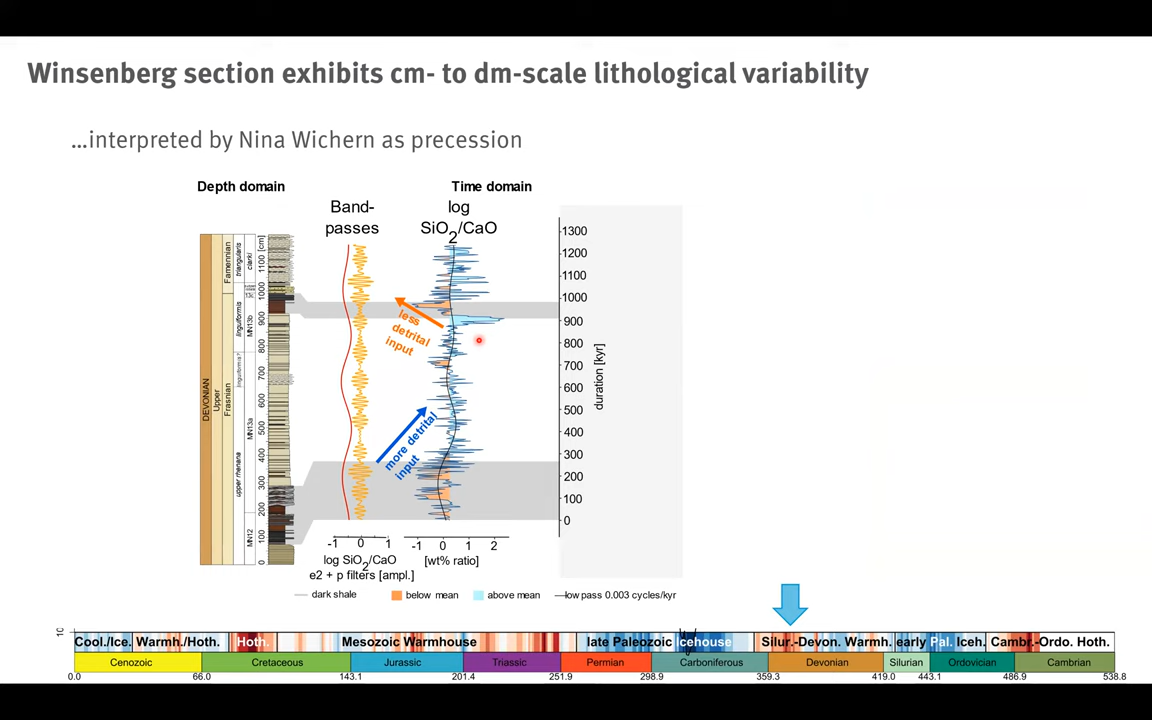 Winsenberg section exhibits cm- to dm-scale lithological variability
...interpreted by Nina Wichern as precession
Depth domain
Time domain
Band-
passes
log
SiO2/CaO
DEVONIAN
Upper
Frasnian
Famennian
MN12
upper rhenana
MN13a
linguiformis?
linguiformis
MN13b
13c
triangularis
0
100
200
300
400
500
600
700
800
900
1000
1100
[cm]
less
detrital
input
more detrital
input
1300
1200
1100
1000
900
800
700
600
500
400
300
200
100
0
duration [kyr]
-1 0 1
log SiO2/CaO
e2 + p filters [ampl.]
-1 0 1 2
[wt% ratio]
dark shale
below mean
above mean
low pass 0.003 cycles/kyr
10
Cool./Ice. Warmh./Hoth. Hoth. Mesozoic Warmhouse late Paleozoic Icehouse Silur.-Devon. Warmh. early Pal. Iceh. Cambr.-Ordo. Hoth.
Cenozoic Cretaceous Jurassic Triassic Permian Carboniferous Devonian Silurian Ordovician Cambrian
0.0 66.0 143.1 201.4 251.9 298.9 359.3 419.0 443.1 486.9 538.8